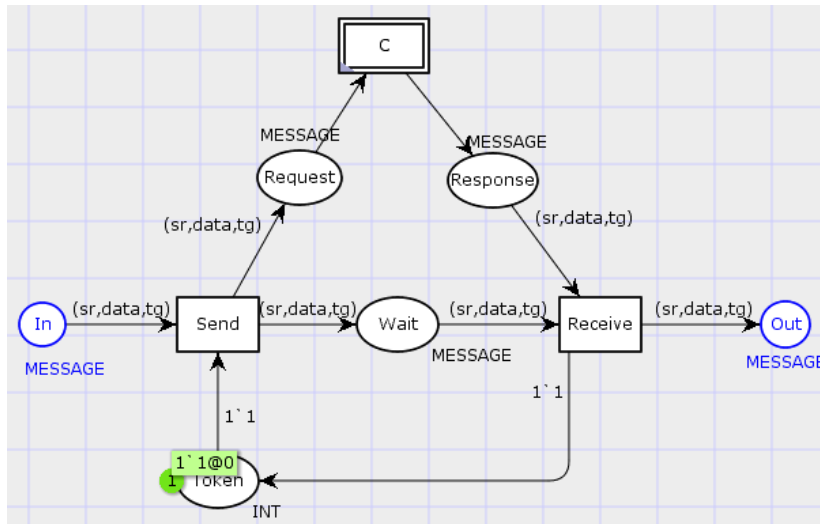 C
MESSAGE
MESSAGE
Request
Response
(sr,data,tg)
(sr,data,tg)
(sr,data,tg)
(sr,data,tg)
(sr,data,tg)
(sr,data,tg)
In
Send
Wait
Receive
Out
MESSAGE
MESSAGE
MESSAGE
1`1
1`1
1`1@0
1
Token
INT